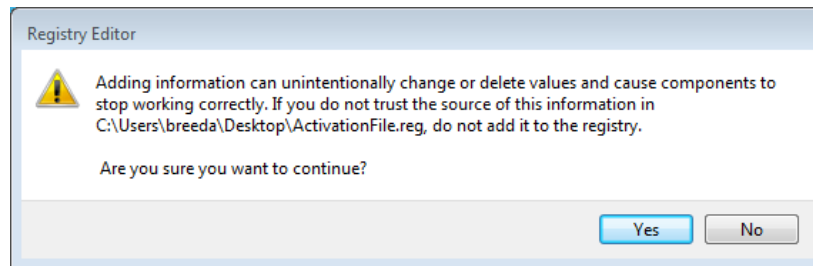 Registry Editor
Adding information can unintentionally change or delete values and cause components to
stop working correctly. If you do not trust the source of this information in
C:\Users\breeda\Desktop\ActivationFile.reg, do not add it to the registry.
Are you sure you want to continue?
Yes No